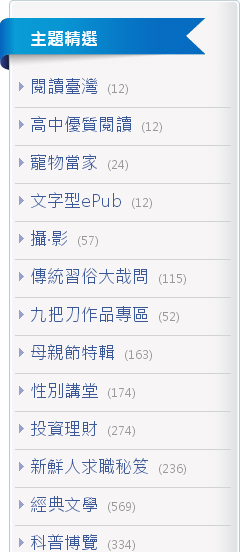 主題精選
閱讀臺灣 (12)
高中優質閱讀 (12)
寵物當家 (24)
文字型ePub (12)
攝‧影 (57)
傳統習俗大哉問 (115)
九把刀作品專區 (52)
母親節特輯 (163)
性別講堂 (174)
投資理財 (274)
新鮮人求職秘笈 (236)
經典文學 (569)
科普博覽 (334)